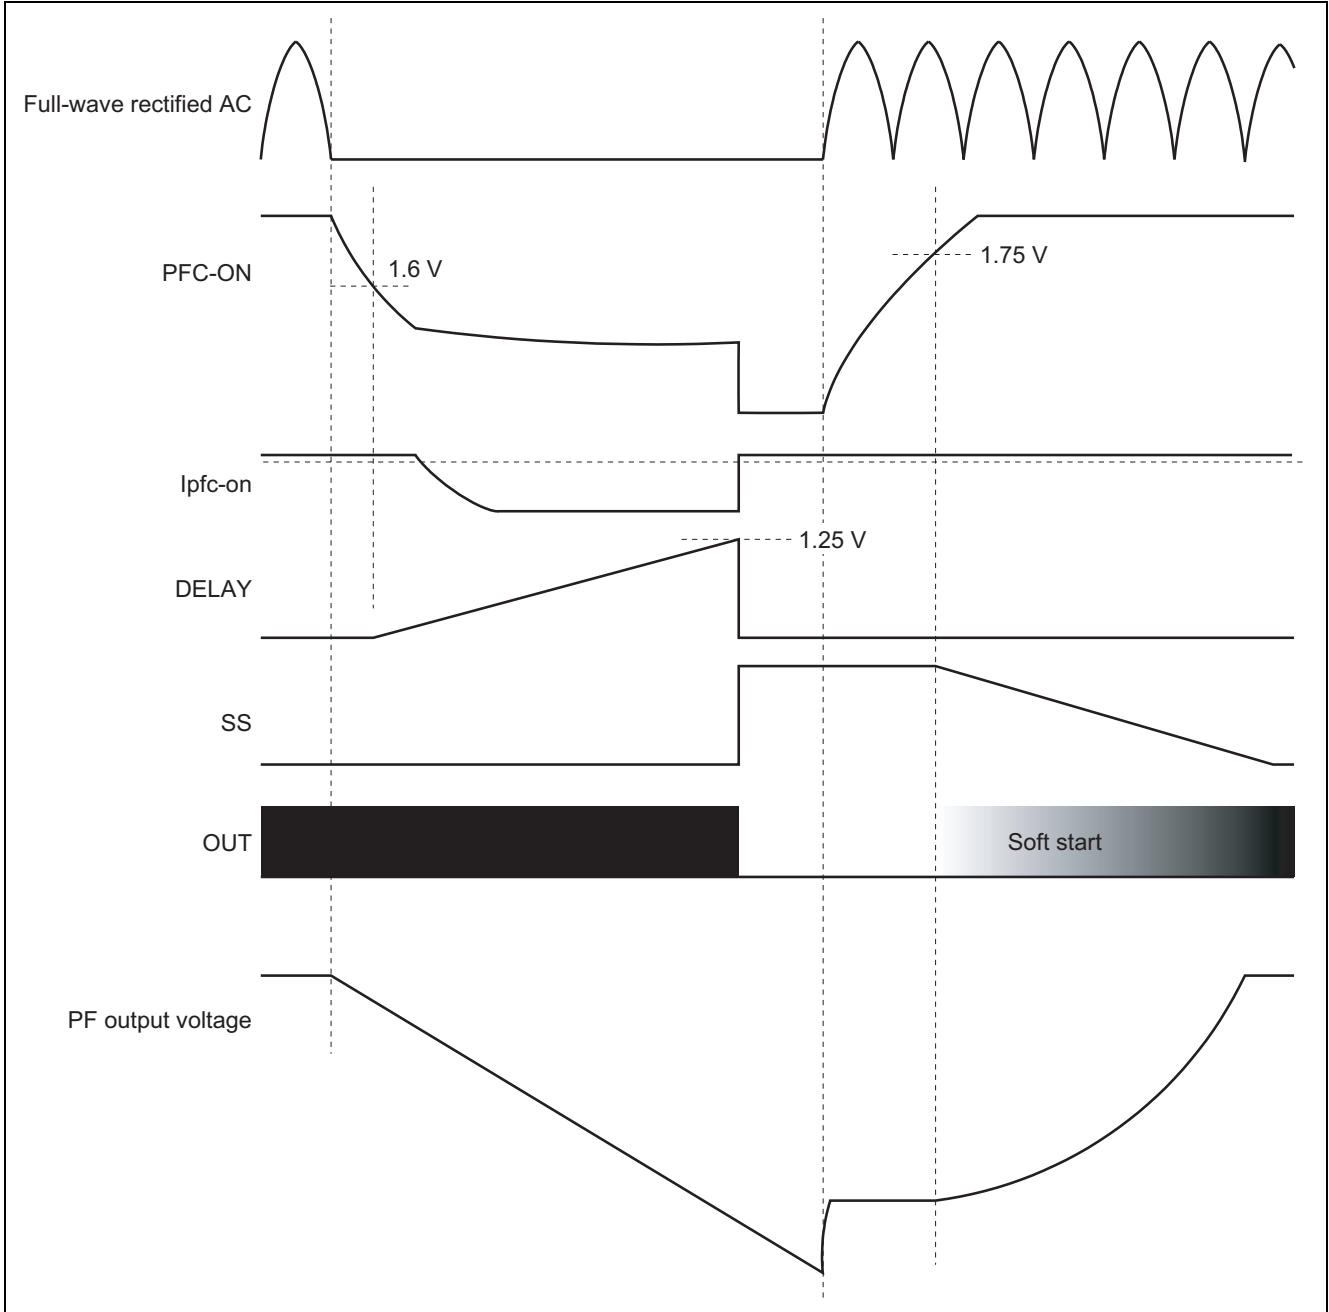 Full-wave rectified AC
PFC-ON
1.6 V
1.75 V
Ipfc-on
DELAY
1.25 V
SS
OUT
Soft start
PF output voltage